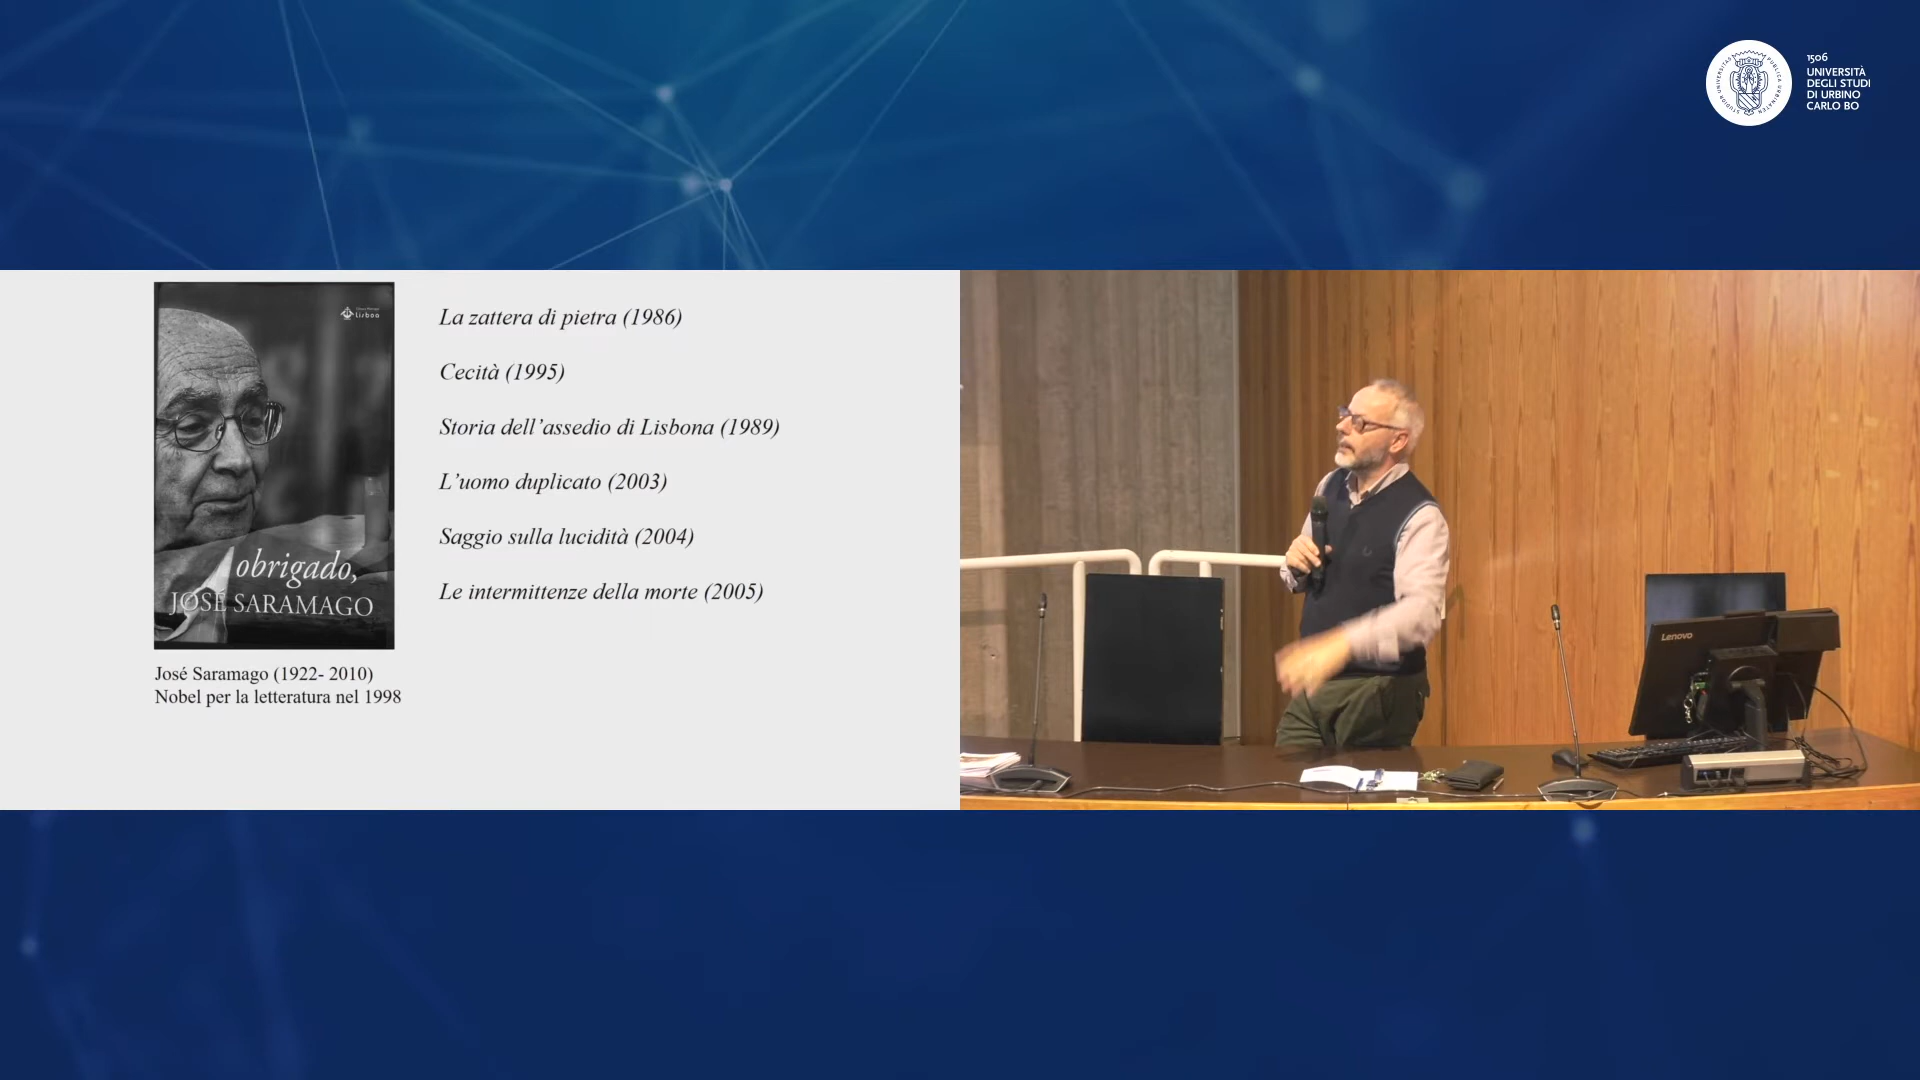 1506
UNIVERSITÀ
DEGLI STUDI
DI URBINO
CARLO BO
Lisboa
obrigado,
JOSÉ SARAMAGO
José Saramago (1922- 2010)
Nobel per la letteratura nel 1998
La zattera di pietra (1986)
Cecità (1995)
Storia dell’assedio di Lisbona (1989)
L’uomo duplicato (2003)
Saggio sulla lucidità (2004)
Le intermittenze della morte (2005)
Lenovo